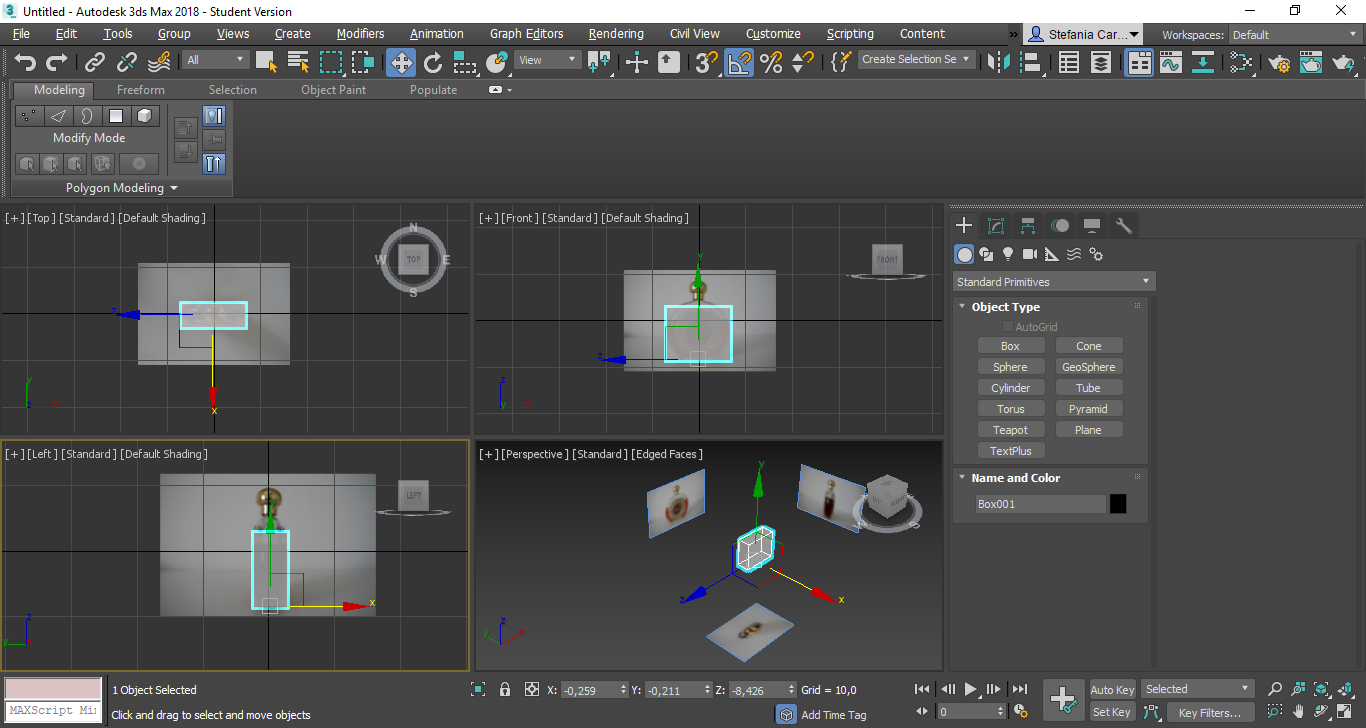 Untitled - Autodesk 3ds Max 2018 - Student Version
File Edit Tools Group Views Create Modifiers Animation Graph Editors Rendering Civil View Customize Scripting Content » Stefania Car... Workspaces: Default
All View 3 Create Selection Se
Modeling Freeform Selection Object Paint Populate
Modify Mode
Polygon Modeling
[+] [Top] [Standard] [Default Shading]
N
W TOP E
S
z
x
y
z x
[+] [Front] [Standard] [Default Shading]
FRONT
y
z
z
y x
Standard Primitives
Object Type
AutoGrid
Box Cone
Sphere GeoSphere
Cylinder Tube
Torus Pyramid
Teapot Plane
TextPlus
Name and Color
Box001
[+] [Left] [Standard] [Default Shading]
LEFT
x
z
y x
[+] [Perspective] [Standard] [Edged Faces]
y
W S
z x
z
y x
1 Object Selected X: -0,259 Y: -0,211 Z: -8,426 Grid = 10,0 Auto Key Selected
MAXScript Mi Click and drag to select and move objects Add Time Tag 0 Set Key Key Filters...